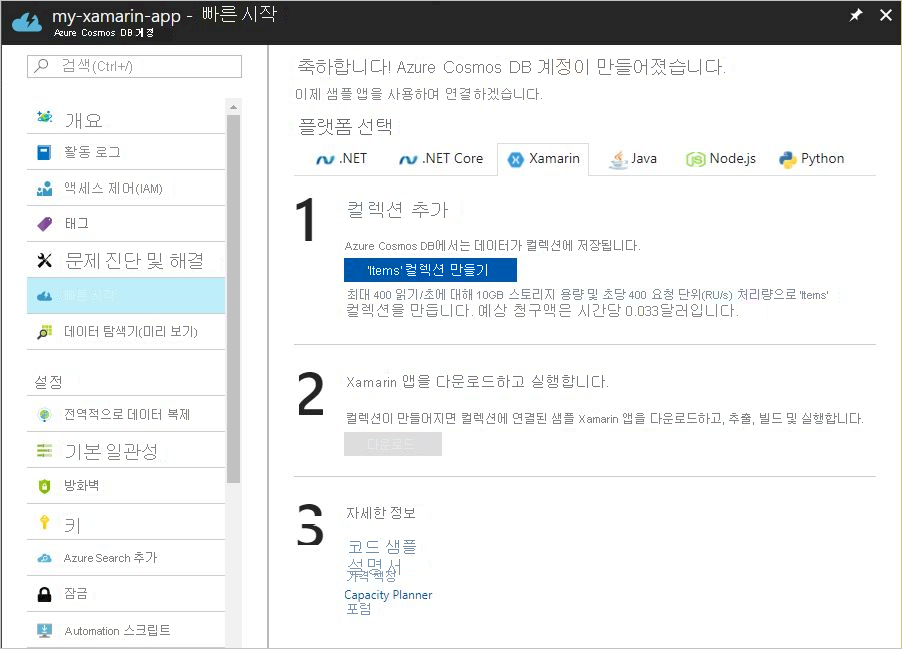 my-xamarin-app - 빠른 시작
Azure Cosmos DB 계정
검색(Ctrl+/)
개요
활동 로그
액세스 제어(IAM)
태그
문제 진단 및 해결
빠른 시작
데이터 탐색기(미리 보기)
설정
전역적으로 데이터 복제
기본 일관성
방화벽
키
Azure Search 추가
잠금
Automation 스크립트
축하합니다! Azure Cosmos DB 계정이 만들어졌습니다.
이제 샘플 앱을 사용하여 연결하겠습니다.
플랫폼 선택
.NET .NET Core Xamarin Java Node.js Python
1 컬렉션 추가
Azure Cosmos DB에서는 데이터가 컬렉션에 저장됩니다.
'Items' 컬렉션 만들기
최대 400 읽기/초에 대해 10GB 스토리지 용량 및 초당 400 요청 단위(RU/s) 처리량으로 'Items'
컬렉션을 만듭니다. 예상 청구액은 시간당 0.033달러입니다.
2 Xamarin 앱을 다운로드하고 실행합니다.
컬렉션이 만들어지면 컬렉션에 연결된 샘플 Xamarin 앱을 다운로드하고, 추출, 빌드 및 실행합니다.
다운로드
3 자세한 정보
코드 샘플
설명서
가격 책정
Capacity Planner
포럼